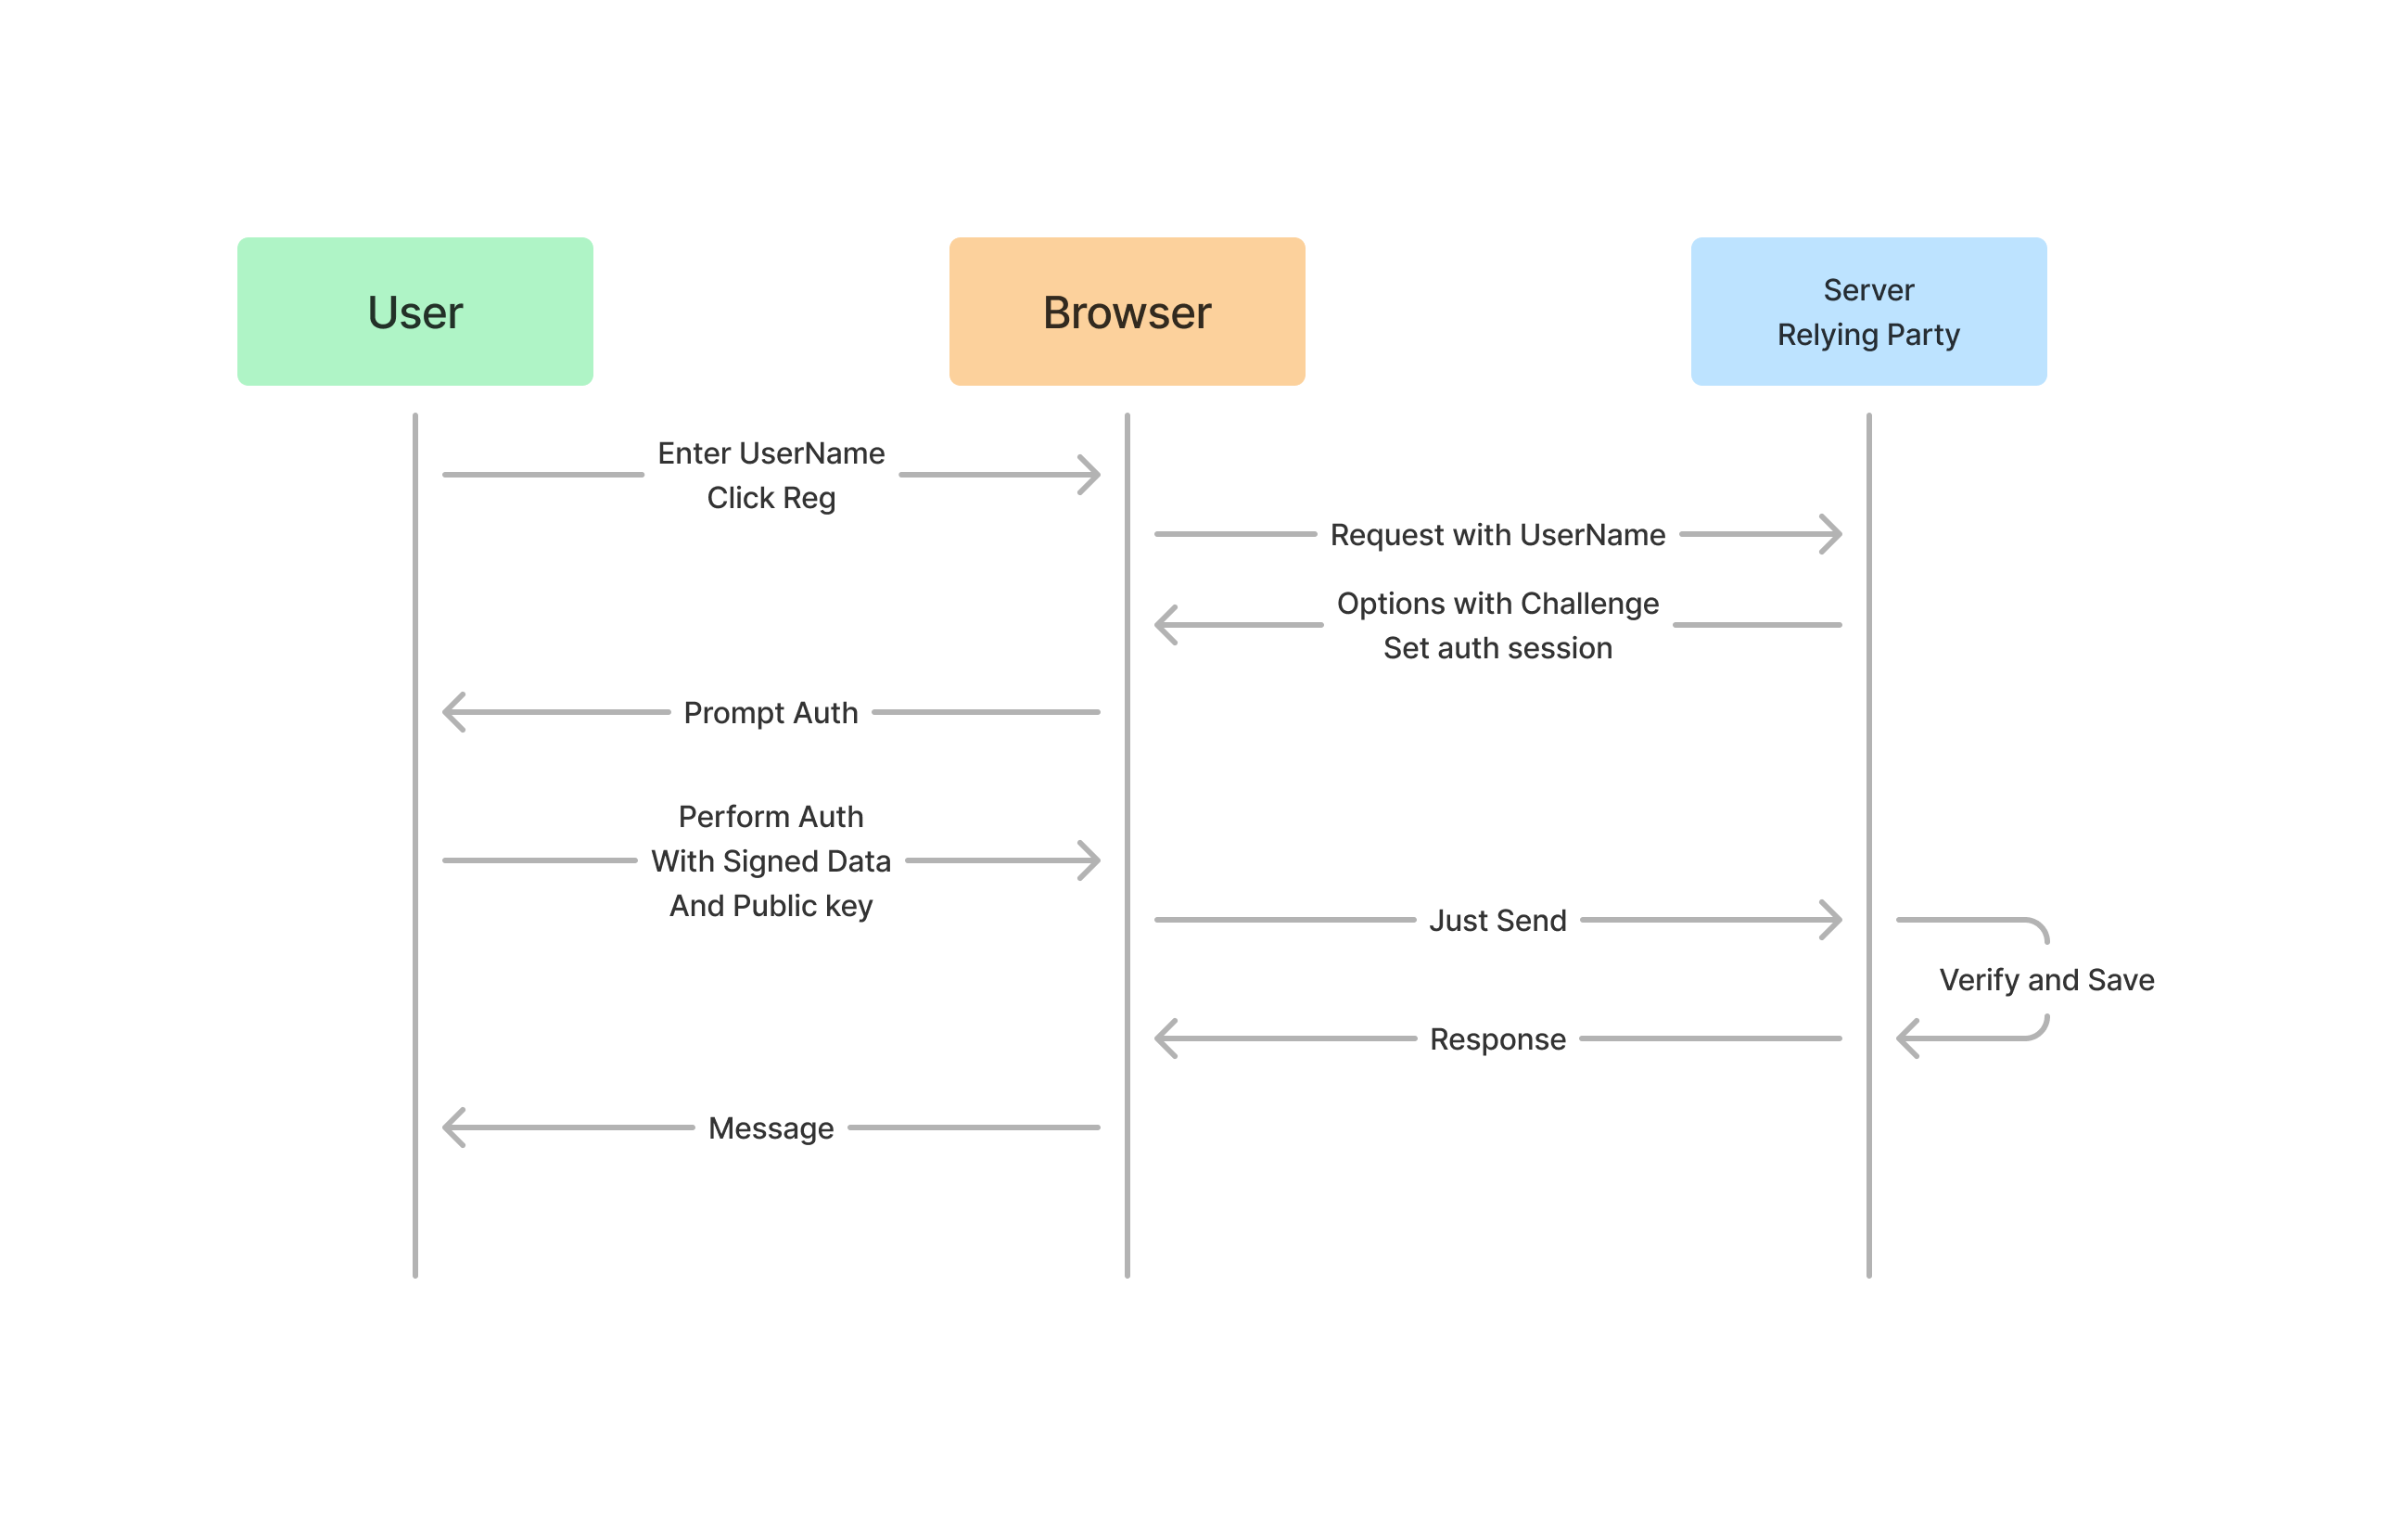 User
Browser
Server
Relying Party
Enter UserName
Click Reg
Request with UserName
Options with Challenge
Set auth session
Prompt Auth
Perform Auth
With Signed Data
And Public key
Just Send
Verify and Save
Response
Message